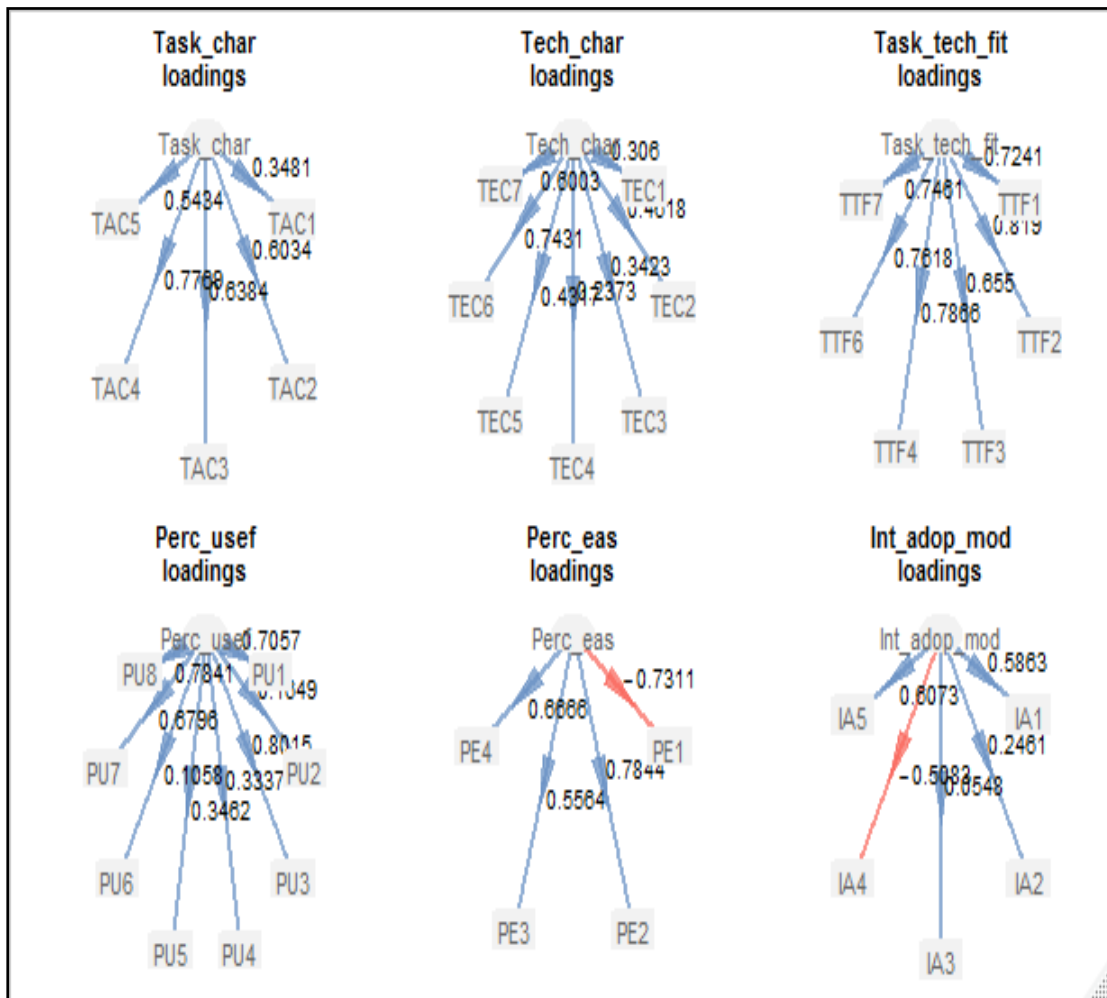 Task_char
loadings
Task_char
0.3481
0.5434
TAC5
TAC1
0.6034
0.6384
TAC4
TAC2
TAC3
Tech_char
loadings
Tech_char
0.306
0.6003
TEC7
TEC1
0.7431
0.3423
TEC6
TEC2
TEC5
TEC3
TEC4
Task_tech_fit
loadings
Task_tech_fit
0.7241
0.7461
TTF7
TTF1
0.819
0.7618
0.655
0.7866
TTF6
TTF2
TTF4
TTF3
Perc_usef
loadings
Perc_usef
0.7057
0.7841
PU8
PU1
0.6796
0.8015
PU7
PU2
0.1058
0.3337
0.3462
PU6
PU3
PU5
PU4
Perc_eas
loadings
Perc_eas
-0.7311
0.6666
PE4
PE1
0.7844
0.5564
PE3
PE2
Int_adop_mod
loadings
Int_adop_mod
0.5863
0.6073
IA5
IA1
0.2461
IA4
IA2
IA3